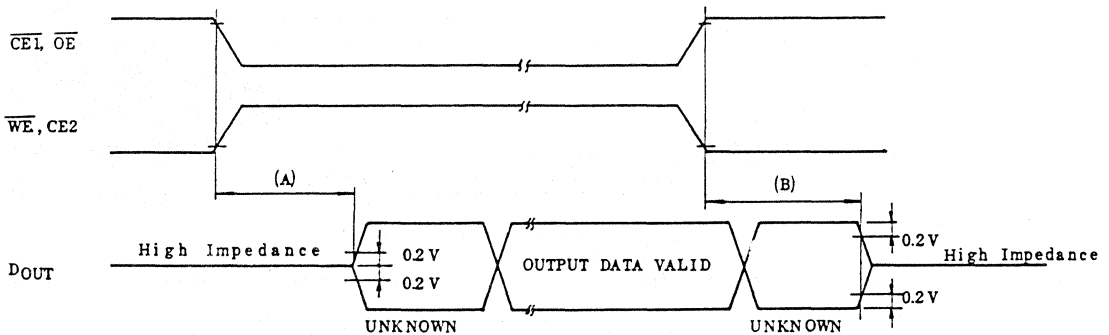 CE1, OE
WE, CE2
(A)
(B)
High Impedance
0.2 V
0.2 V
DOUT
OUTPUT DATA VALID
0.2 V
High Impedance
0.2 V
UNKNOWN
UNKNOWN